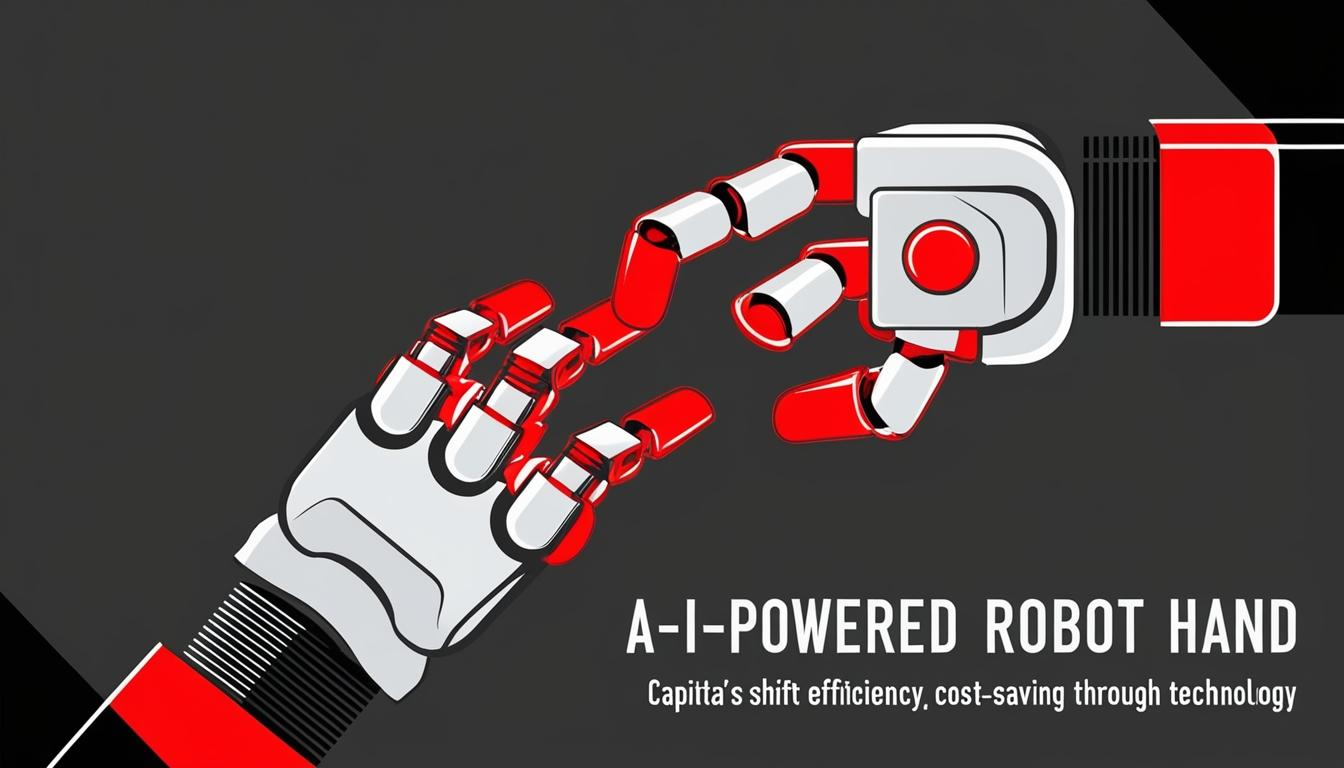 A-I-POWERED ROBOT HAND
Capitta's shift efficiency, cost-saving through technology